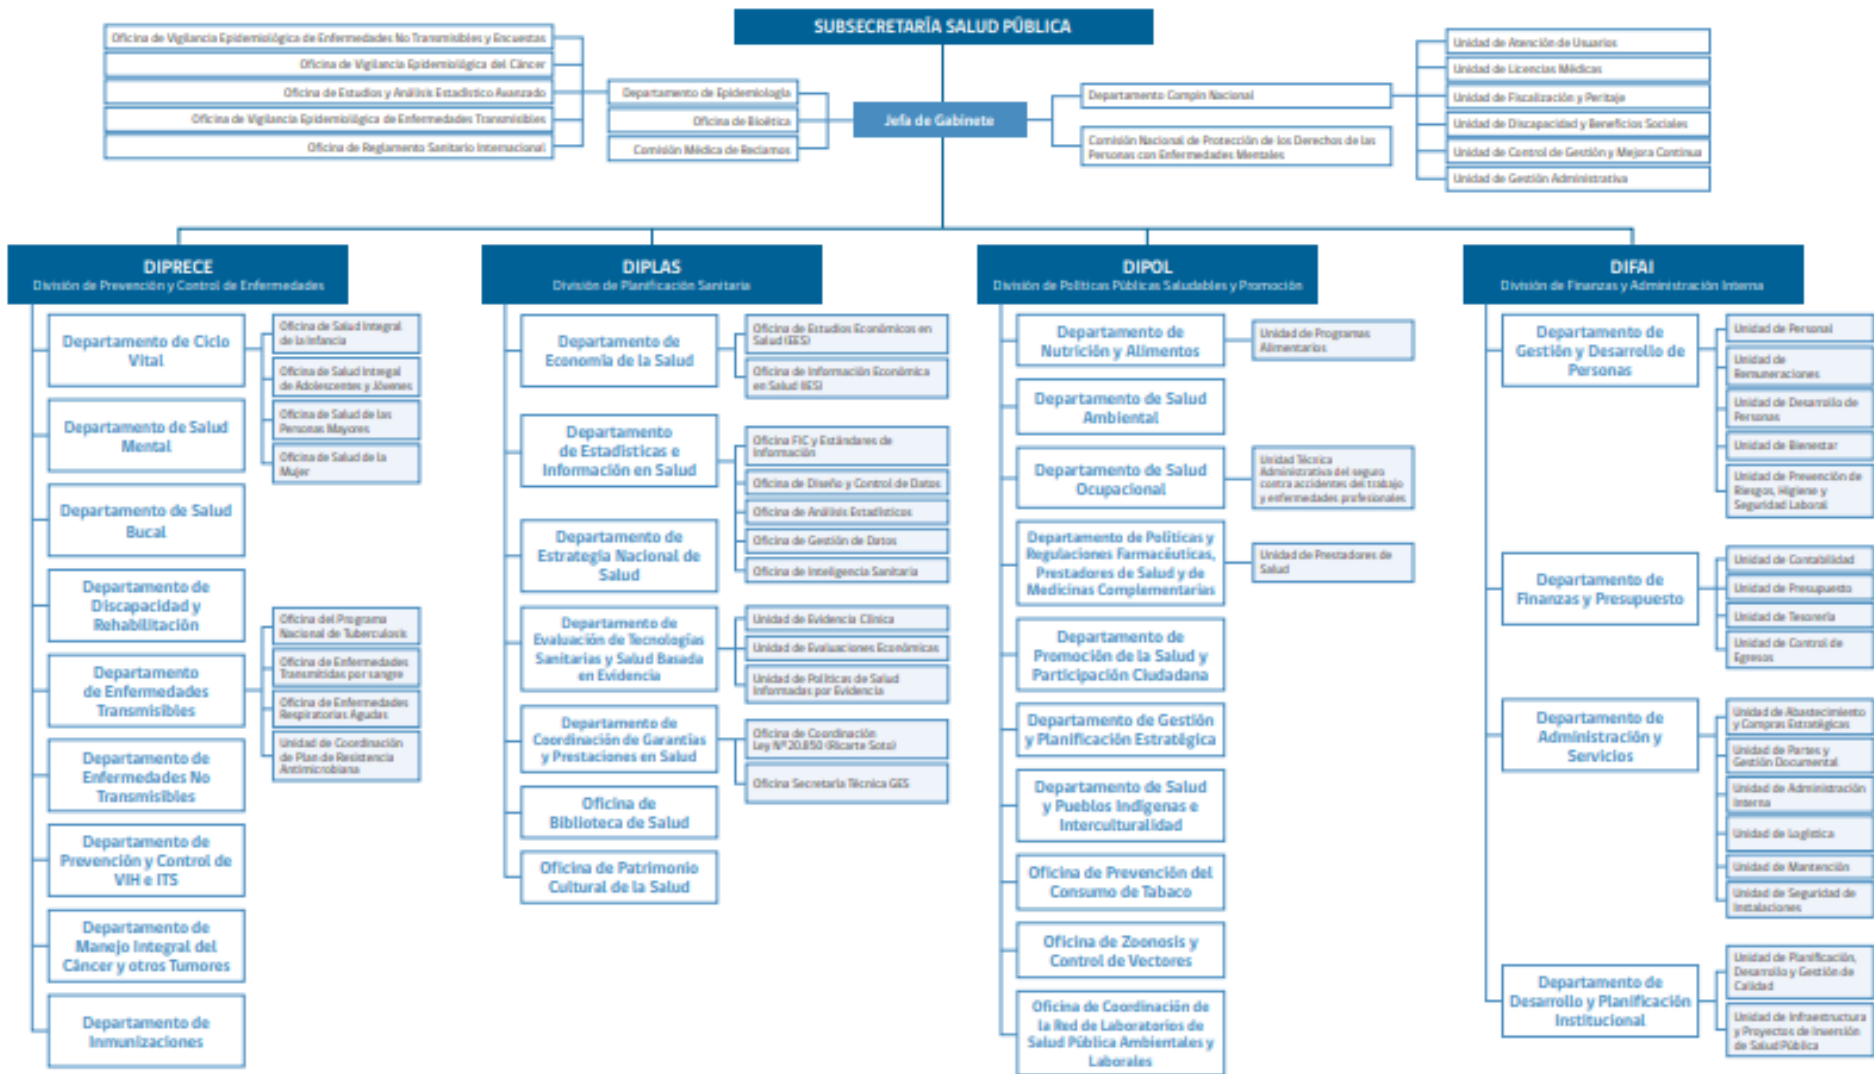 SUBSECRETARÍA SALUD PÚBLICA
Oficina de Vigilancia Epidemiológica de Enfermedades No Transmisibles y Encuestas
Oficina de Vigilancia Epidemiológica del Cáncer
Oficina de Estudios y Análisis Estadístico Avanzado
Oficina de Vigilancia Epidemiológica de Enfermedades Transmisibles
Oficina de Reglamento Sanitario Internacional
Departamento de Epidemiología
Oficina de Bioética
Comisión Médica de Reclamos
Jefa de Gabinete
Departamento Compin Nacional
Comisión Nacional de Protección de los Derechos de las
Personas con Enfermedades Mentales
Unidad de Atención de Usuarios
Unidad de Licencias Médicas
Unidad de Fiscalización y Peritaje
Unidad de Discapacidad y Beneficios Sociales
Unidad de Control de Gestión y Mejora Continua
Unidad de Gestión Administrativa
DIPRECE
División de Prevención y Control de Enfermedades
Departamento de Ciclo
Vital
Oficina de Salud Integral
de la Infancia
Oficina de Salud Intregal
de Adolescentes y Jóvenes
Oficina de Salud de las
Personas Mayores
Oficina de Salud de la
Mujer
Departamento de Salud
Mental
Departamento de Salud
Bucal
Departamento de
Discapacidad y
Rehabilitación
Departamento
de Enfermedades
Transmisibles
Oficina del Programa
Nacional de Tuberculosis
Oficina de Enfermedades
Transmitidas por sangre
Oficina de Enfermedades
Respiratorias Agudas
Unidad de Coordinación
de Plan de Resistencia
Antimicrobiana
Departamento de
Enfermedades No
Transmisibles
Departamento de
Prevención y Control de
VIH e ITS
Departamento de
Manejo Integral del
Cáncer y otros Tumores
Departamento de
Inmunizaciones
DIPLAS
División de Planificación Sanitaria
Departamento de
Economía de la Salud
Oficina de Estudios Económicos en
Salud (EES)
Oficina de Información Económica
en Salud (IES)
Departamento
de Estadísticas e
Información en Salud
Oficina FIC y Estándares de
Información
Oficina de Diseño y Control de Datos
Oficina de Análisis Estadísticos
Oficina de Gestión de Datos
Oficina de Inteligencia Sanitaria
Departamento de
Estrategia Nacional de
Salud
Departamento de
Evaluación de Tecnologías
Sanitarias y Salud Basada
en Evidencia
Unidad de Evidencia Clínica
Unidad de Evaluaciones Económicas
Unidad de Políticas de Salud
Informadas por Evidencia
Departamento de
Coordinación de Garantías
y Prestaciones en Salud
Oficina de Coordinación
Ley Nº 20.850 (Ricarte Soto)
Oficina Secretaría Técnica GES
Oficina de
Biblioteca de Salud
Oficina de Patrimonio
Cultural de la Salud
DIPOL
División de Políticas Públicas Saludables y Promoción
Departamento de
Nutrición y Alimentos
Unidad de Programas
Alimentarios
Departamento de Salud
Ambiental
Departamento de Salud
Ocupacional
Unidad Técnica
Administrativa del seguro
contra accidentes del trabajo
y enfermedades profesionales
Departamento de Políticas y
Regulaciones Farmacéuticas,
Prestadores de Salud y de
Medicinas Complementarias
Unidad de Prestadores de
Salud
Departamento de
Promoción de la Salud y
Participación Ciudadana
Departamento de Gestión
y Planificación Estratégica
Departamento de Salud
y Pueblos Indígenas e
Interculturalidad
Oficina de Prevención del
Consumo de Tabaco
Oficina de Zoonosis y
Control de Vectores
Oficina de Coordinación de
la Red de Laboratorios de
Salud Pública Ambientales y
Laborales
DIFAI
División de Finanzas y Administración Interna
Departamento de
Gestión y Desarrollo de
Personas
Unidad de Personal
Unidad de
Remuneraciones
Unidad de Desarrollo de
Personas
Unidad de Bienestar
Unidad de Prevención de
Riesgos, Higiene y
Seguridad Laboral
Departamento de
Finanzas y Presupuesto
Unidad de Contabilidad
Unidad de Presupuesto
Unidad de Tesorería
Unidad de Control de
Egresos
Departamento de
Administración y
Servicios
Unidad de Abastecimiento
y Compras Estratégicas
Unidad de Partes y
Gestión Documental
Unidad de Administración
Interna
Unidad de Logística
Unidad de Mantención
Unidad de Seguridad de
Instalaciones
Departamento de
Desarrollo y Planificación
Institucional
Unidad de Planificación,
Desarrollo y Gestión de
Calidad
Unidad de Infraestructura
y Proyectos de Inversión
de Salud Pública